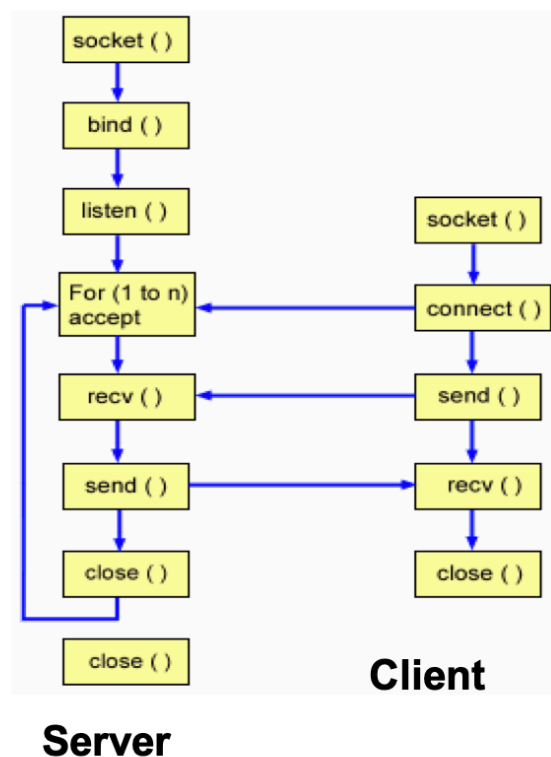 socket ( )
bind ( )
listen ( )
For (1 to n)
accept
recv ( )
send ( )
close ( )
close ( )
Server
socket ( )
connect ( )
send ( )
recv ( )
close ( )
Client